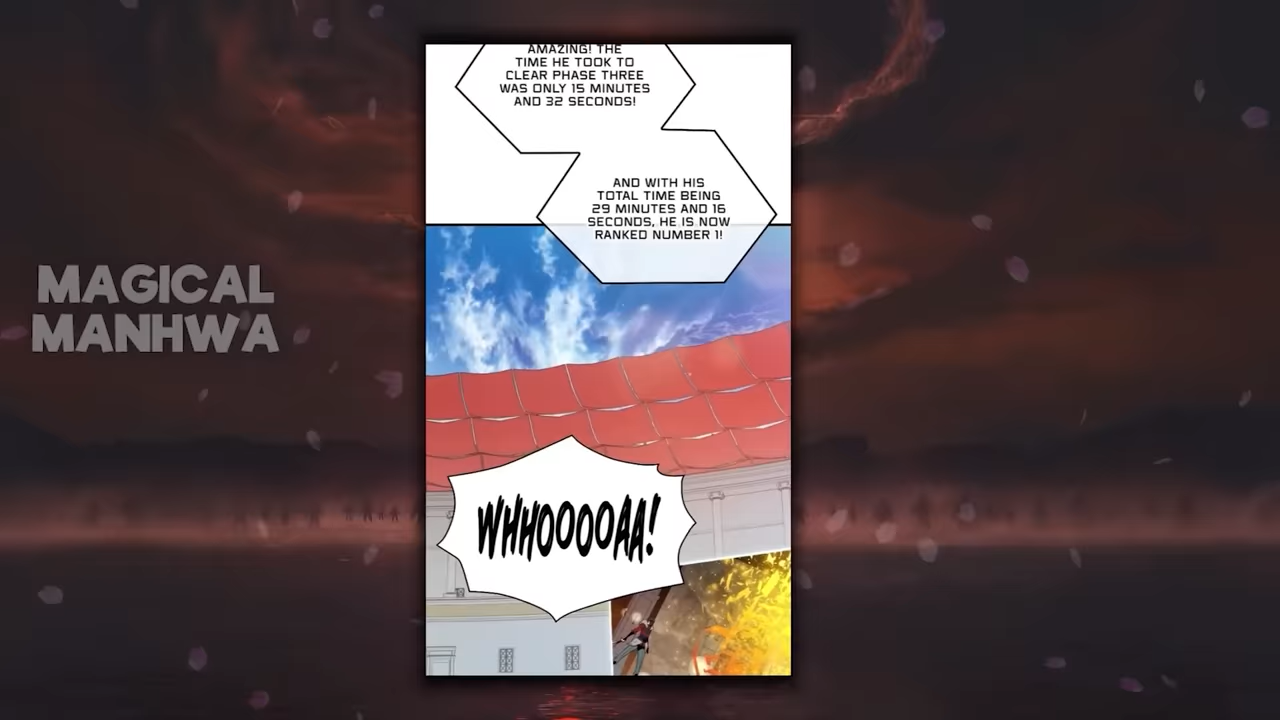 AMAZING! THE
TIME HE TOOK TO
CLEAR PHASE THREE
WAS ONLY 15 MINUTES
AND 32 SECONDS!
AND WITH HIS
TOTAL TIME BEING
29 MINUTES AND 16
SECONDS, HE IS NOW
RANKED NUMBER 1!
MAGICAL
MANHWA
WHHOOOOAA!